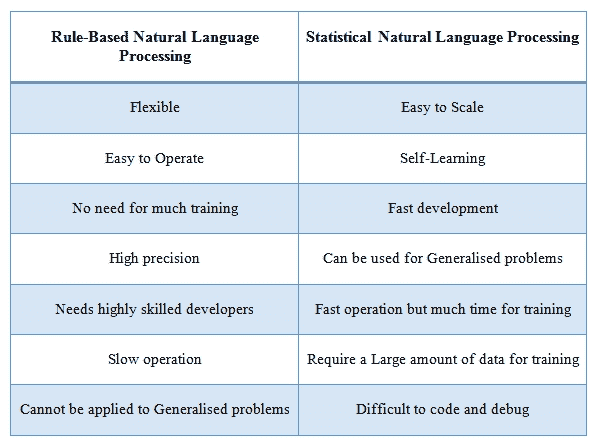 Rule-Based Natural Language
Processing
Statistical Natural Language Processing
Flexible
Easy to Scale
Easy to Operate
Self-Learning
No need for much training
Fast development
High precision
Can be used for Generalised problems
Needs highly skilled developers
Fast operation but much time for training
Slow operation
Require a Large amount of data for training
Cannot be applied to Generalised problems
Difficult to code and debug